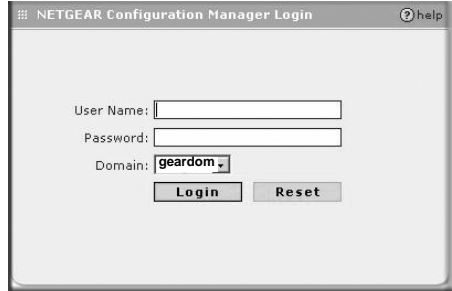 NETGEAR Configuration Manager Login ? help
User Name:
Password:
Domain: geardom
Login Reset